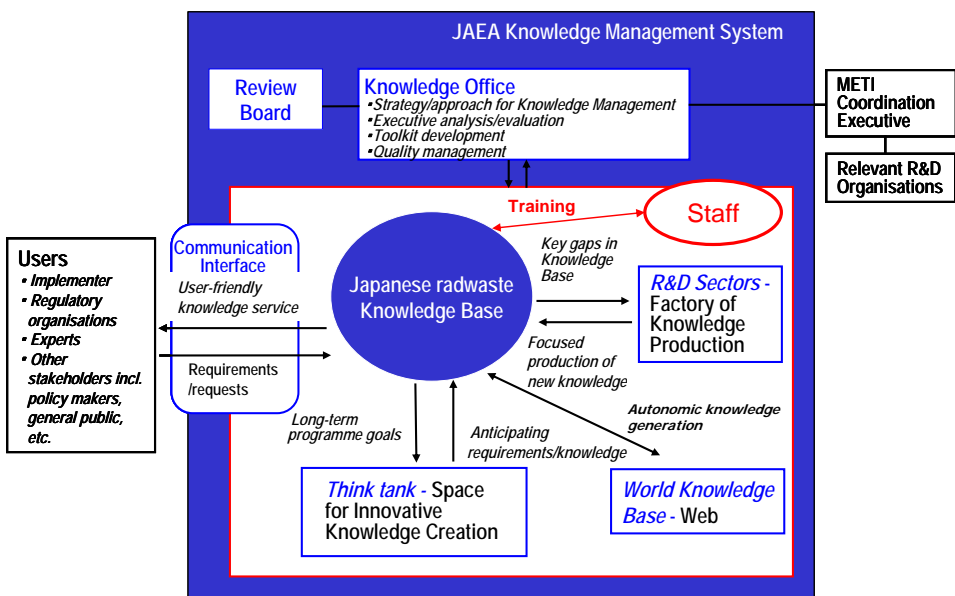 JAEA Knowledge Management System
Review
Board
Knowledge Office
•Strategy/approach for Knowledge Management
•Executive analysis/evaluation
•Toolkit development
•Quality management
METI
Coordination
Executive
Relevant R&D
Organisations
Training
Staff
Users
• Implementer
• Regulatory
organisations
• Experts
• Other
stakeholders incl.
policy makers,
general public,
etc.
Communication
Interface
User-friendly
knowledge service
Requirements
/requests
Japanese radwaste
Knowledge Base
Key gaps in
Knowledge
Base
R&D Sectors -
Factory of
Knowledge
Production
Focused
production of
new knowledge
Long-term
programme goals
Anticipating
requirements/knowledge
Autonomic knowledge
generation
Think tank - Space
for Innovative
Knowledge Creation
World Knowledge
Base - Web